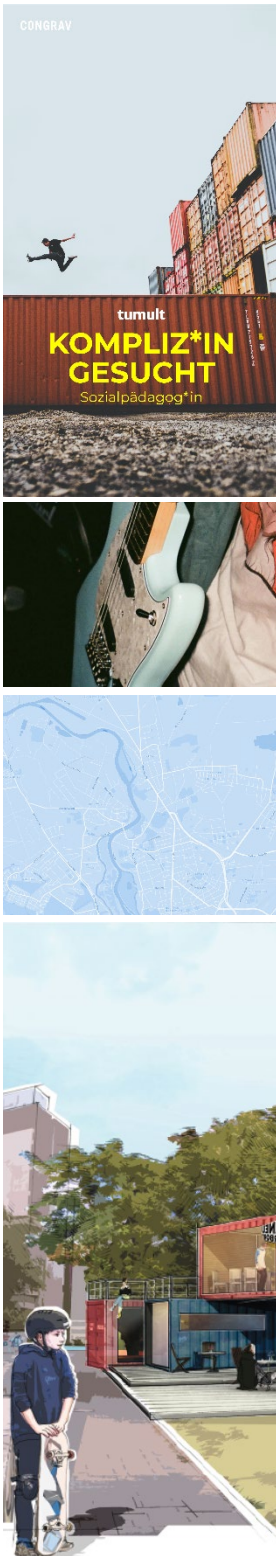 CONGRAV
tumult
KOMPLIZ*IN
GESUCHT
Sozialpädagog*in